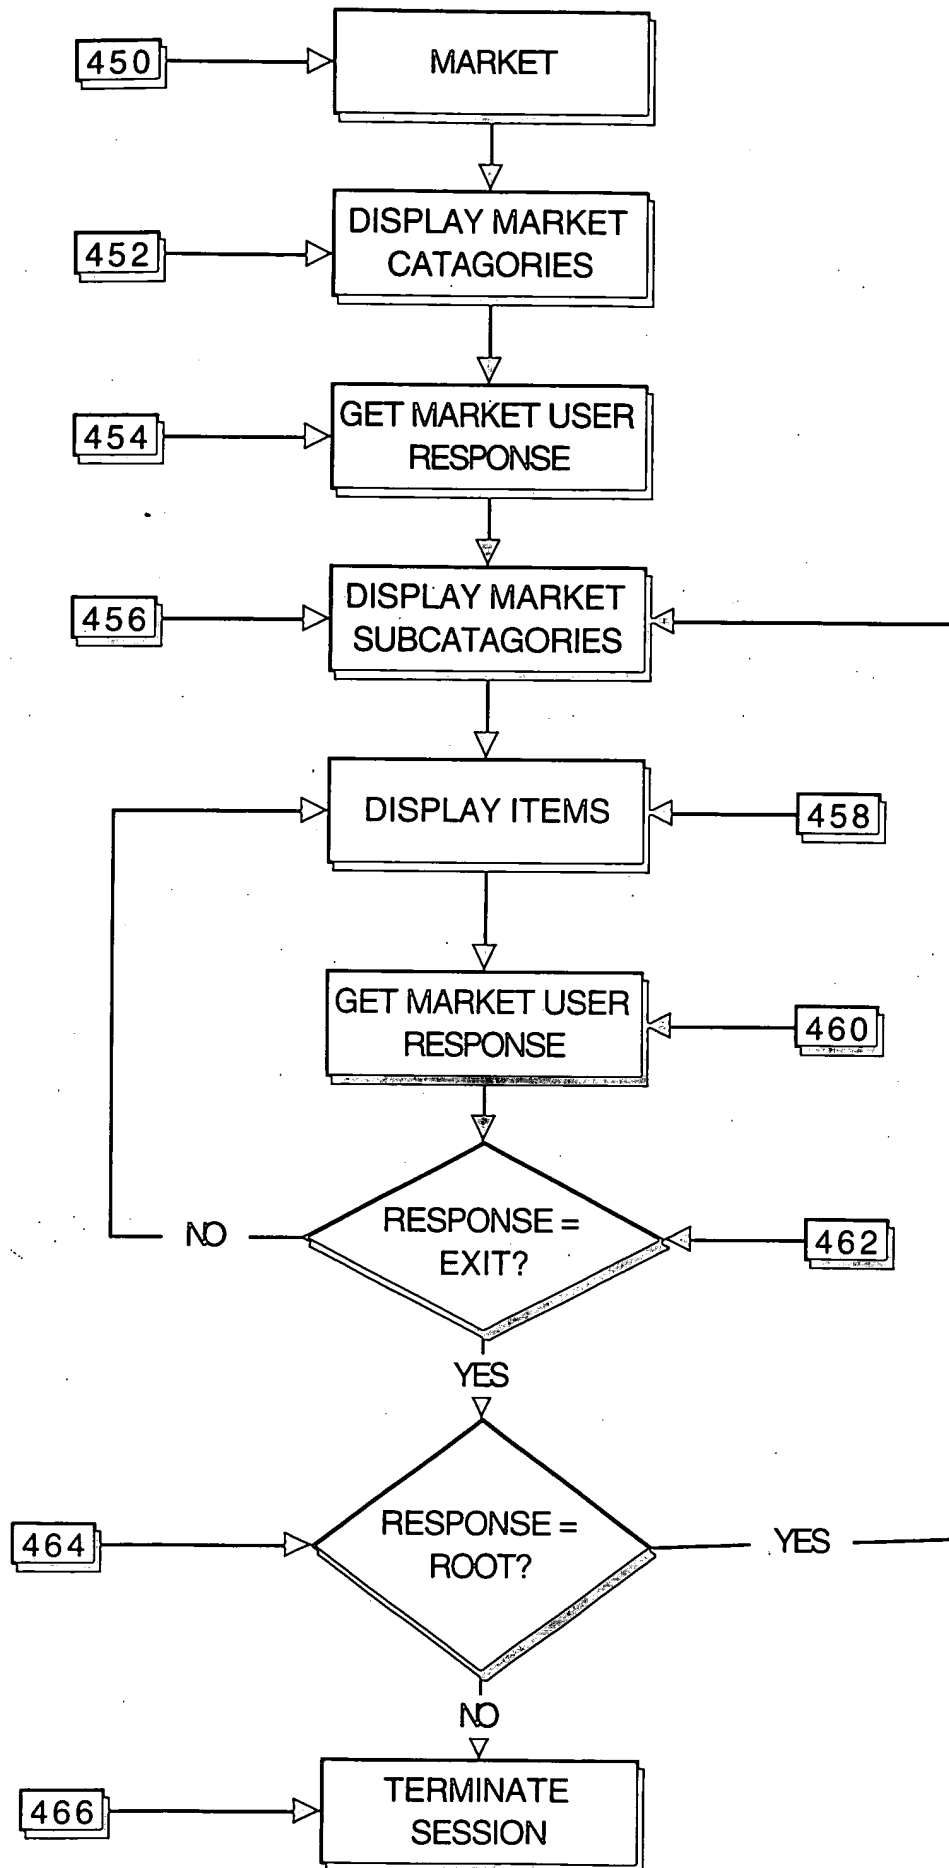 450
MARKET
452
DISPLAY MARKET
CATAGORIES
454
GET MARKET USER
RESPONSE
456
DISPLAY MARKET
SUBCATAGORIES
DISPLAY ITEMS
458
GET MARKET USER
RESPONSE
460
NO
RESPONSE =
EXIT?
462
YES
464
RESPONSE =
ROOT?
YES
NO
466
TERMINATE
SESSION